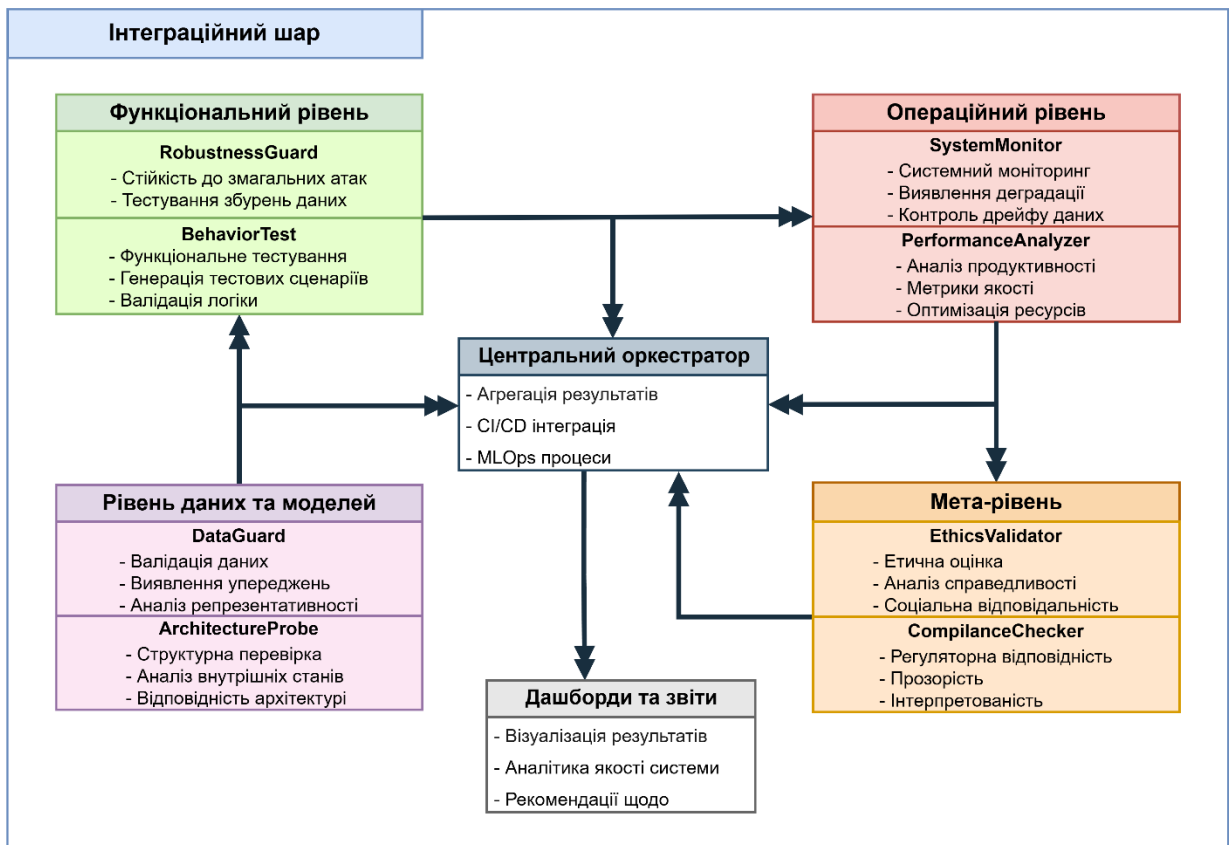 Інтеграційний шар
Функціональний рівень
RobustnessGuard
- Стійкість до змагальних атак
- Тестування збурень даних
BehaviorTest
- Функціональне тестування
- Генерація тестових сценаріїв
- Валідація логіки
Операційний рівень
SystemMonitor
- Системний моніторинг
- Виявлення деградації
- Контроль дрейфу даних
PerformanceAnalyzer
- Аналіз продуктивності
- Метрики якості
- Оптимізація ресурсів
Центральний оркестратор
- Агрегація результатів
- CI/CD інтеграція
- MLOps процеси
Рівень даних та моделей
DataGuard
- Валідація даних
- Виявлення упереджень
- Аналіз репрезентативності
ArchitectureProbe
- Структурна перевірка
- Аналіз внутрішніх станів
- Відповідність архітектурі
Мета-рівень
EthicsValidator
- Етична оцінка
- Аналіз справедливості
- Соціальна відповідальність
CompilanceChecker
- Регуляторна відповідність
- Прозорість
- Інтерпретованість
Дашборди та звіти
- Візуалізація результатів
- Аналітика якості системи
- Рекомендації щодо